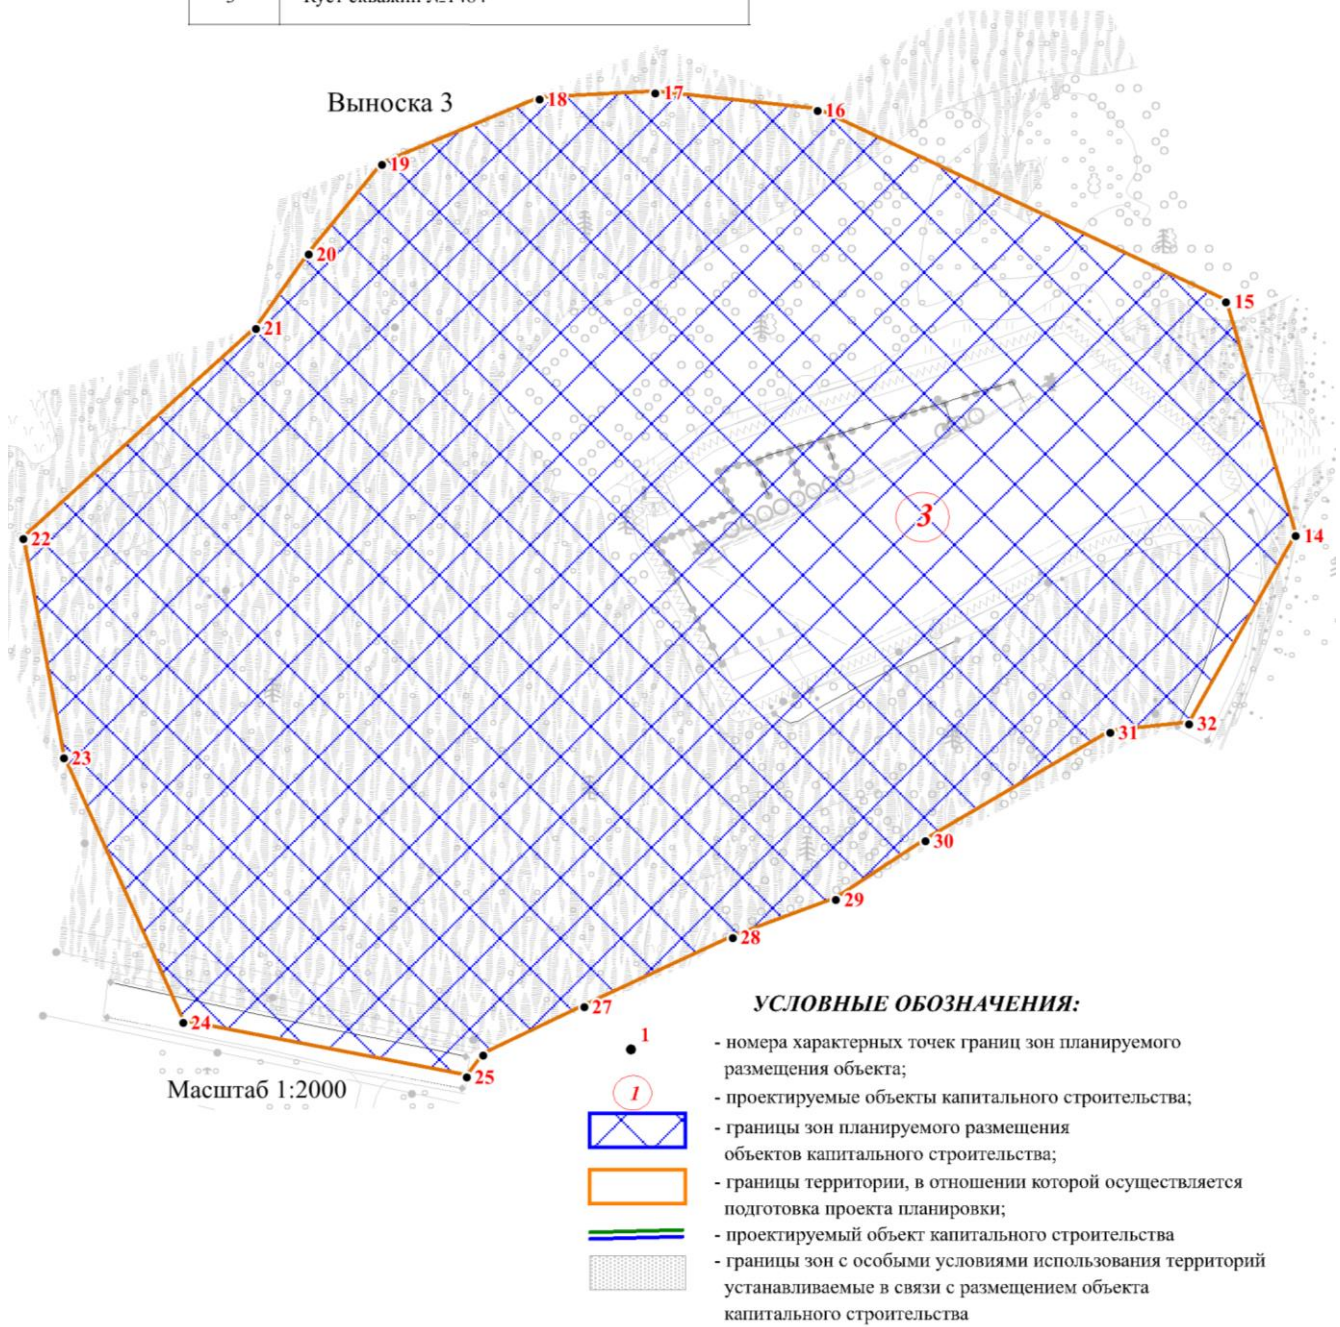 Выноска 3
18
17
16
19
20
15
21
3
22
14
32
31
23
30
29
28
27
24
25
Масштаб 1:2000
УСЛОВНЫЕ ОБОЗНАЧЕНИЯ:
1
- номера характерных точек границ зон планируемого
размещения объекта;
1
- проектируемые объекты капитального строительства;
- границы зон планируемого размещения
объектов капитального строительства;
- границы территории, в отношении которой осуществляется
подготовка проекта планировки;
- проектируемый объект капитального строительства
- границы зон с особыми условиями использования территорий
устанавливаемые в связи с размещением объекта
капитального строительства